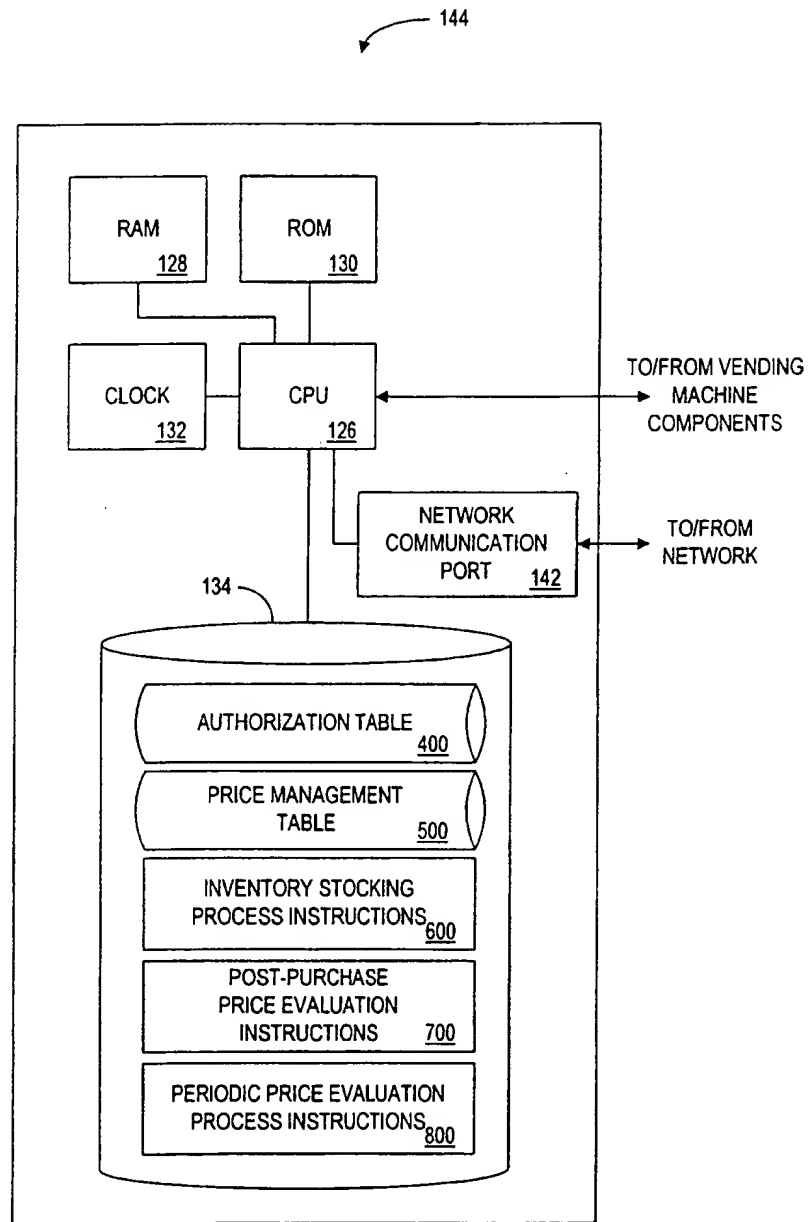 144
RAM
128
ROM
130
CLOCK
132
CPU
126
TO/FROM VENDING
MACHINE
COMPONENTS
NETWORK
COMMUNICATION
PORT
142
TO/FROM
NETWORK
134
AUTHORIZATION TABLE
400
PRICE MANAGEMENT
TABLE
500
INVENTORY STOCKING
PROCESS INSTRUCTIONS
600
POST-PURCHASE
PRICE EVALUATION
INSTRUCTIONS
700
PERIODIC PRICE EVALUATION
PROCESS INSTRUCTIONS
800